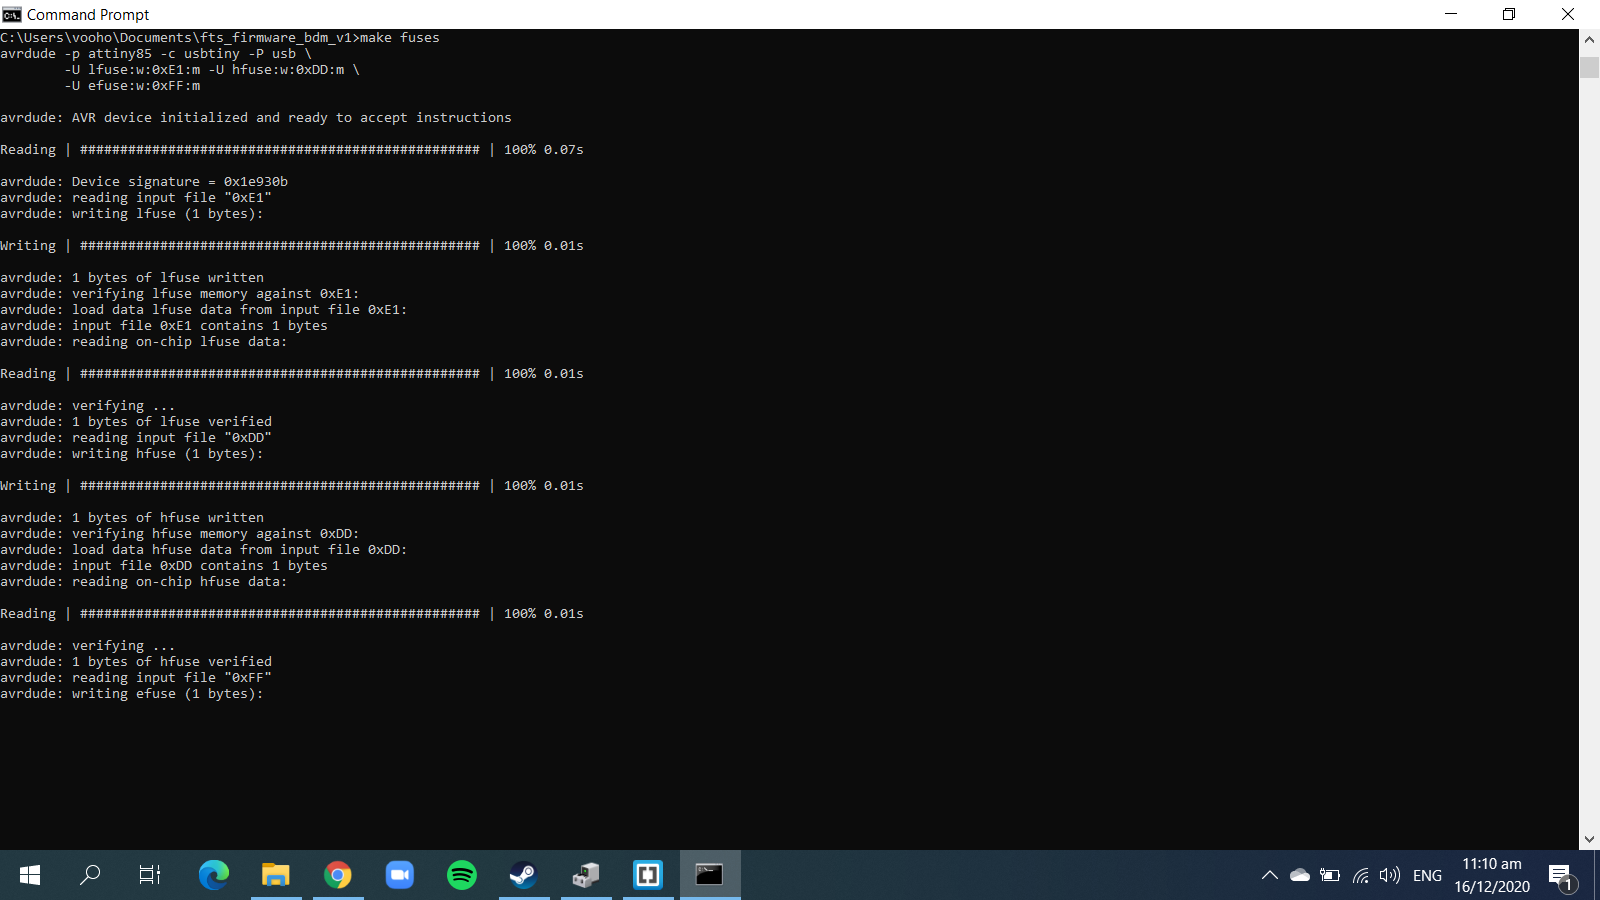 Command Prompt
C:\Users\vooho\Documents\fts_firmware_bdm_v1>make fuses
avrdude -p attiny85 -c usbtiny -P usb \
        -U lfuse:w:0xE1:m -U hfuse:w:0xDD:m \
        -U efuse:w:0xFF:m
avrdude: AVR device initialized and ready to accept instructions
Reading | ################################################## | 100% 0.07s
avrdude: Device signature = 0x1e930b
avrdude: reading input file "0xE1"
avrdude: writing lfuse (1 bytes):
Writing | ################################################## | 100% 0.01s
avrdude: 1 bytes of lfuse written
avrdude: verifying lfuse memory against 0xE1:
avrdude: load data lfuse data from input file 0xE1:
avrdude: input file 0xE1 contains 1 bytes
avrdude: reading on-chip lfuse data:
Reading | ################################################## | 100% 0.01s
avrdude: verifying ...
avrdude: 1 bytes of lfuse verified
avrdude: reading input file "0xDD"
avrdude: writing hfuse (1 bytes):
Writing | ################################################## | 100% 0.01s
avrdude: 1 bytes of hfuse written
avrdude: verifying hfuse memory against 0xDD:
avrdude: load data hfuse data from input file 0xDD:
avrdude: input file 0xDD contains 1 bytes
avrdude: reading on-chip hfuse data:
Reading | ################################################## | 100% 0.01s
avrdude: verifying ...
avrdude: 1 bytes of hfuse verified
avrdude: reading input file "0xFF"
avrdude: writing efuse (1 bytes):
ENG
11:10 am
16/12/2020
1